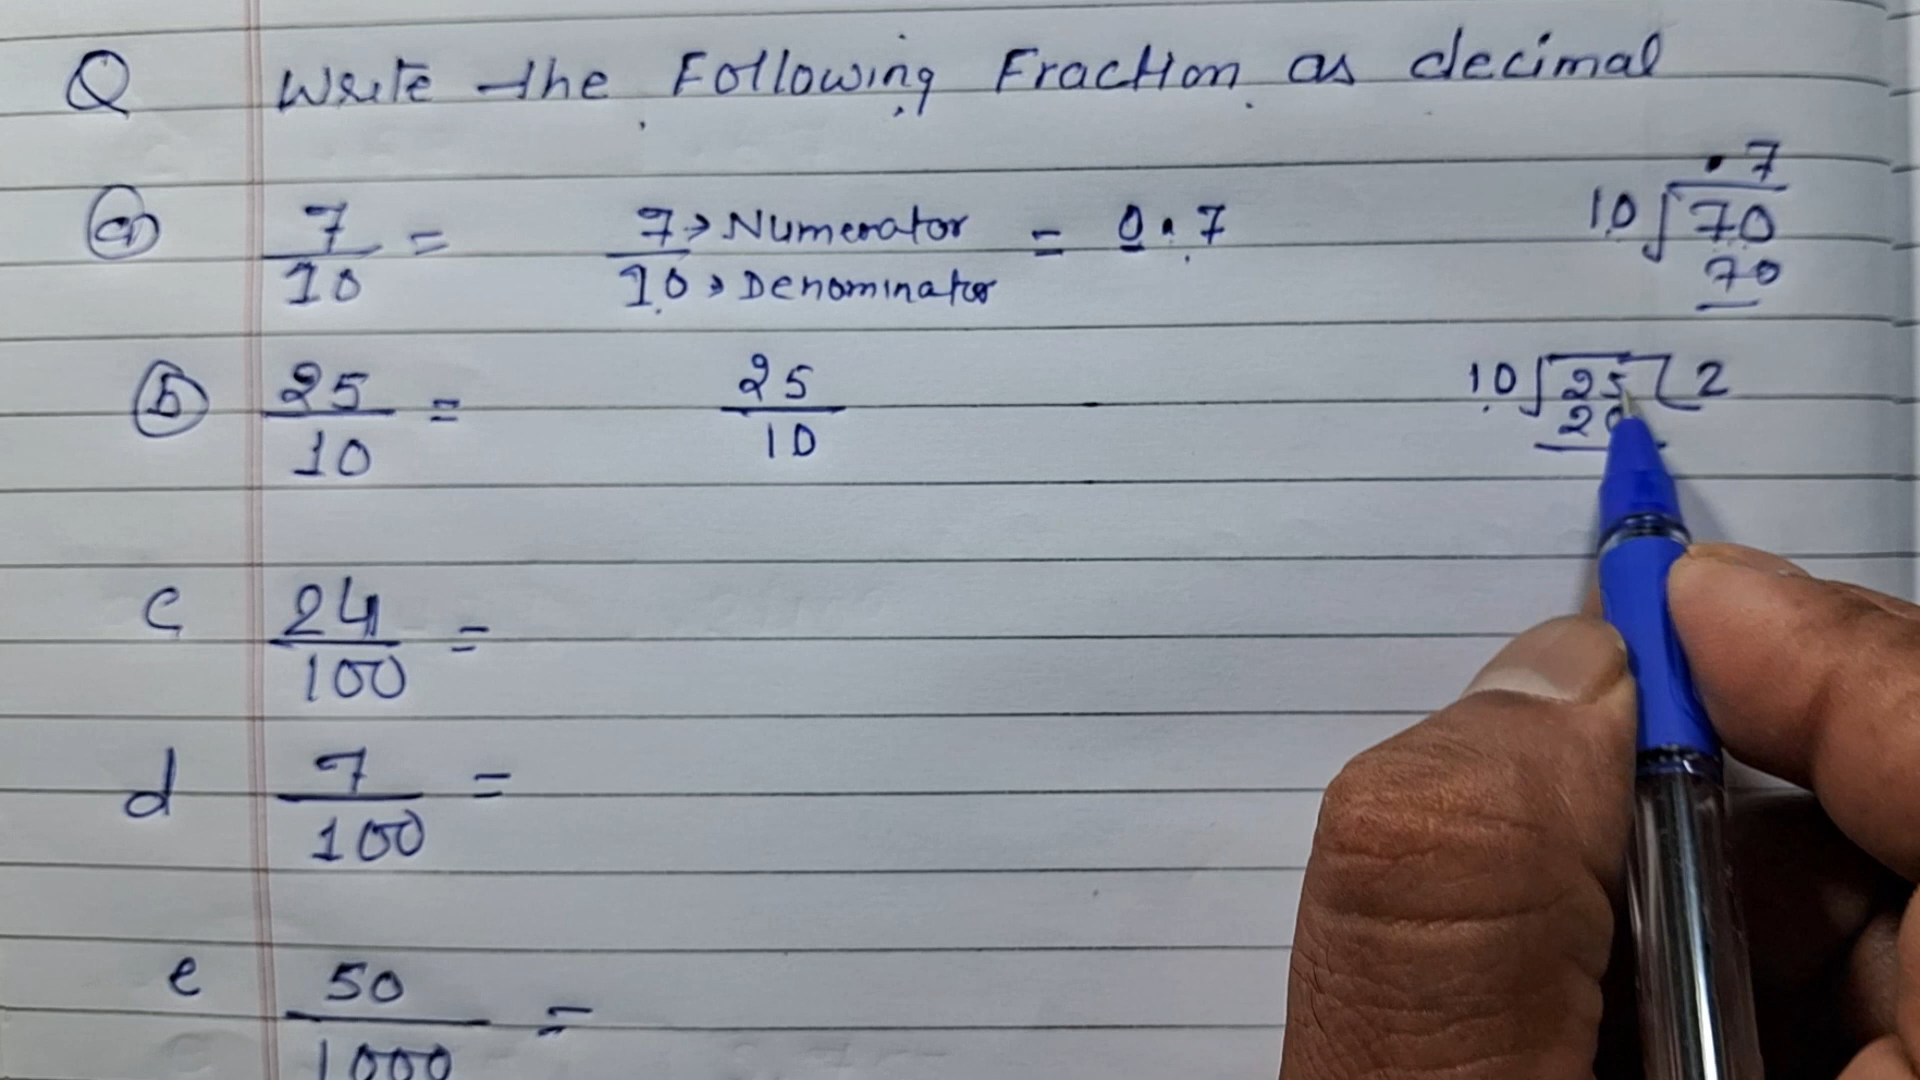 Q Write the Following Fraction as decimal
(a) 7/10 = 7 → Numerator / 10 → Denominator = 0.7
.7
10 √70
70
(b) 25/10 = 25/10
10 √25 2
20
c 24/100 =
d 7/100 =
e 50/1000 =